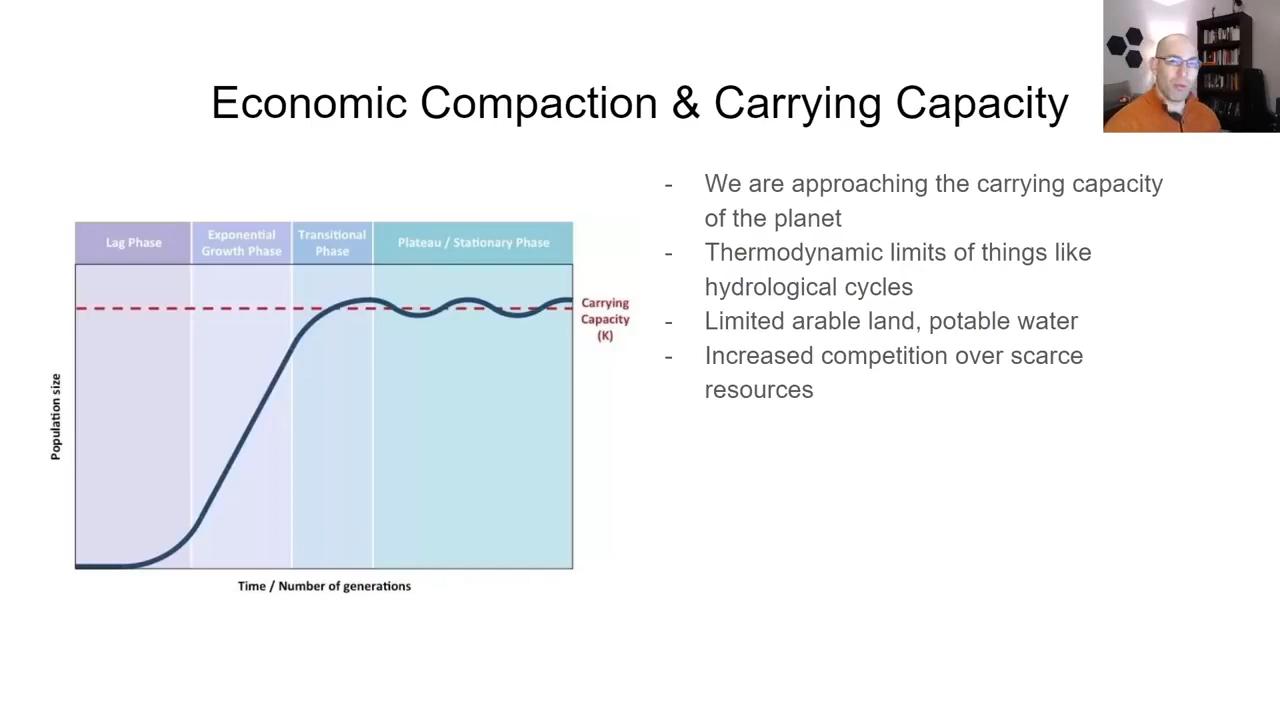 Economic Compaction & Carrying Capacity
- We are approaching the carrying capacity
of the planet
- Thermodynamic limits of things like
hydrological cycles
- Limited arable land, potable water
- Increased competition over scarce
resources
Lag Phase
Exponential
Growth Phase
Transitional
Phase
Plateau / Stationary Phase
Carrying
Capacity
(K)
Population size
Time / Number of generations